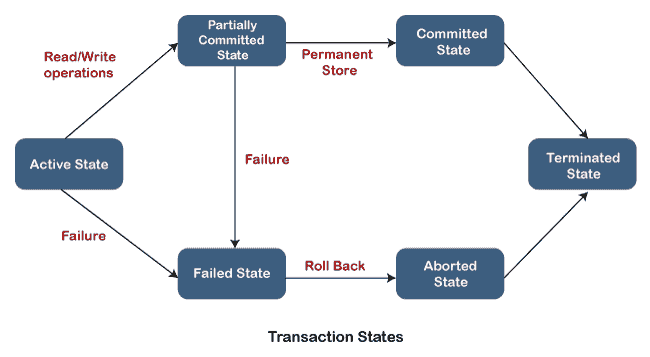 Partially
Committed
State
Committed
State
Read/Write
operations
Permanent
Store
Active State
Failure
Terminated
State
Failure
Failed State
Roll Back
Aborted
State
Transaction States